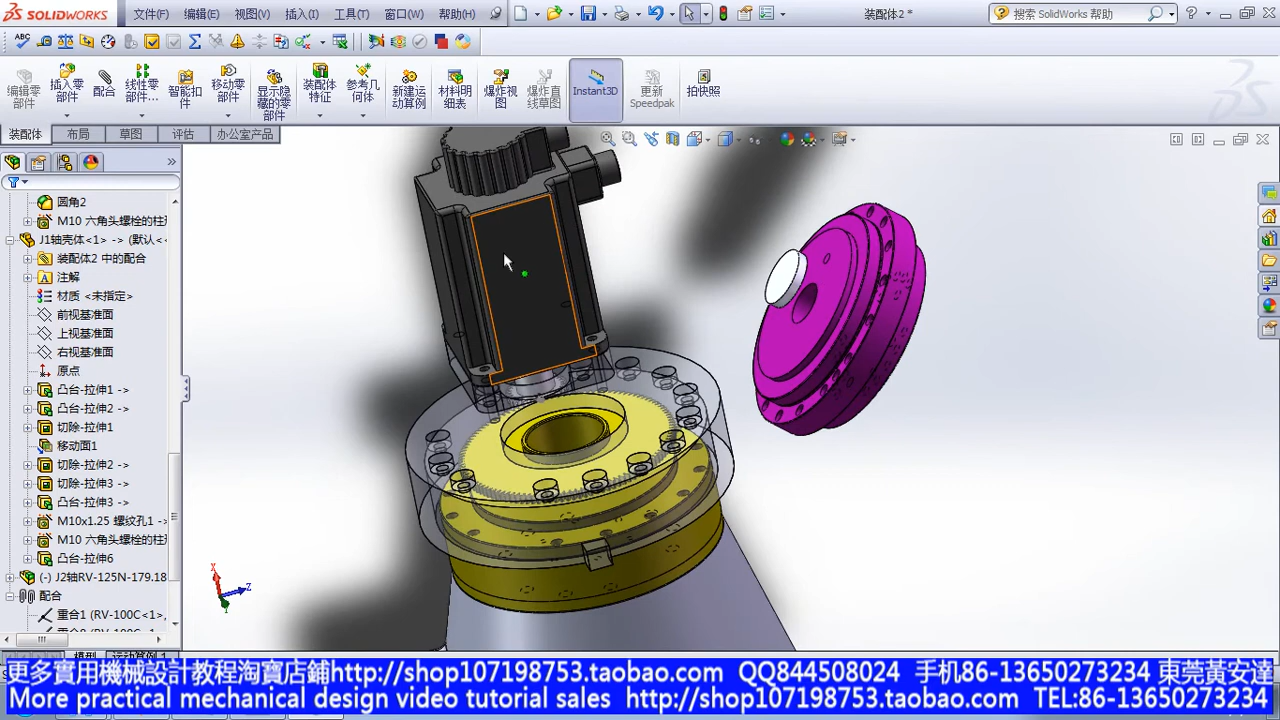 SOLIDWORKS
文件(F) 编辑(E) 视图(V) 插入(I) 工具(T) 窗口(W) 帮助(H)
装配体2 *
搜索 SolidWorks 帮助
编辑零部件
插入零部件
配合
线性零部件...
智能扣件
移动零部件
显示隐藏的零部件
装配体特征
参考几何体
新建运动算例
材料明细表
爆炸视图
爆炸直线草图
Instant3D
更新 Speedpak
拍快照
装配体 布局 草图 评估 办公室产品
圆角2
M10 六角头螺栓的柱
J1轴壳体<1> -> (默认<
装配体2 中的配合
注解
材质 <未指定>
前视基准面
上视基准面
右视基准面
原点
凸台-拉伸1 ->
凸台-拉伸2 ->
切除-拉伸1
移动面1
切除-拉伸2 ->
切除-拉伸3 ->
凸台-拉伸3 ->
M10x1.25 螺纹孔1 ->
M10 六角头螺栓的柱
凸台-拉伸6
(-) J2轴RV-125N-179.18
配合
重合1 (RV-100C<1>,
模型 运动算例 1
更多實用機械設計教程淘寶店鋪http://shop107198753.taobao.com QQ844508024 手机86-13650273234 東莞黃安達
More practical mechanical design video tutorial sales http://shop107198753.taobao.com TEL:86-13650273234